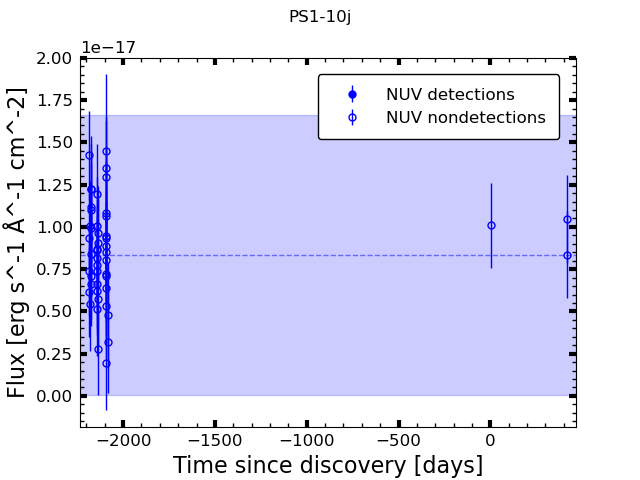 PS1-10j
1e−17
2.00
1.75
1.50
1.25
1.00
0.75
0.50
0.25
0.00
Flux [erg s^-1 Å^-1 cm^-2]
NUV detections
NUV nondetections
−2000 −1500 −1000 −500 0
Time since discovery [days]